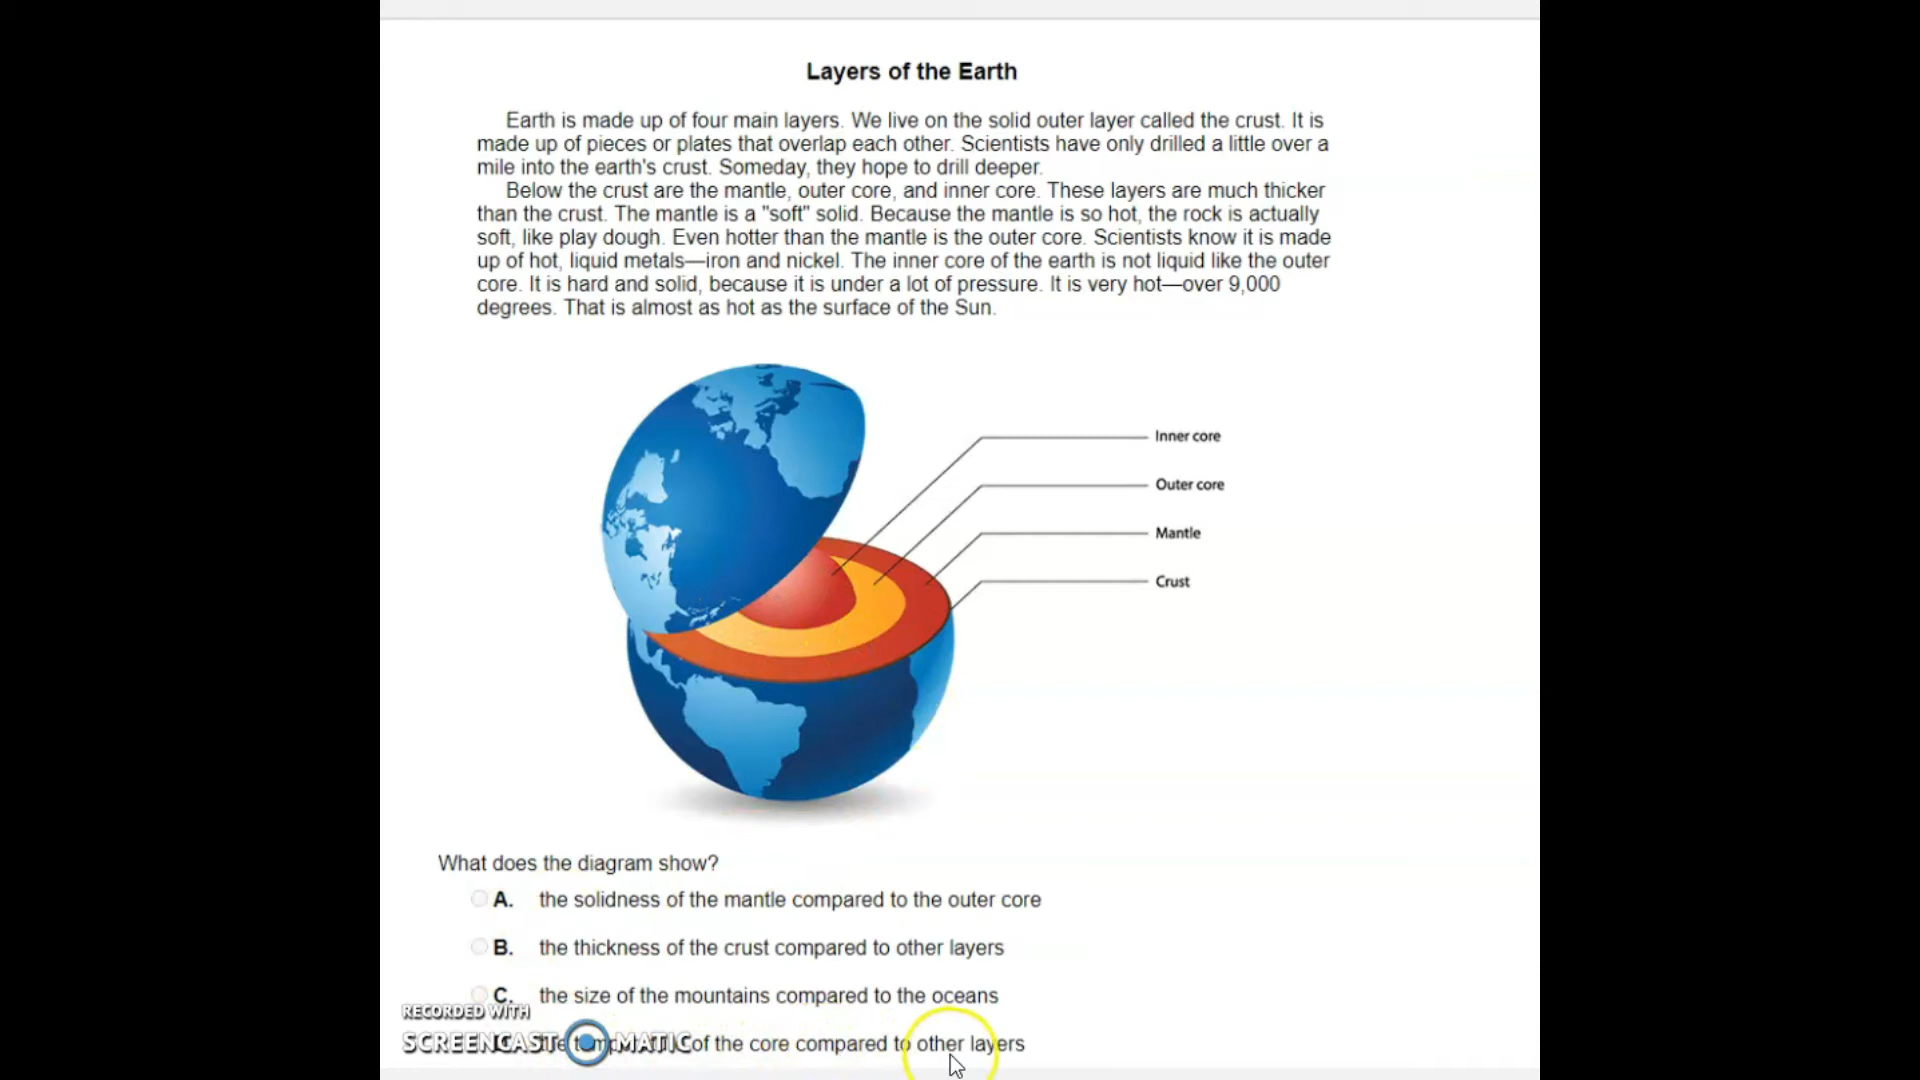 Layers of the Earth
Earth is made up of four main layers. We live on the solid outer layer called the crust. It is
made up of pieces or plates that overlap each other. Scientists have only drilled a little over a
mile into the earth's crust. Someday, they hope to drill deeper.
Below the crust are the mantle, outer core, and inner core. These layers are much thicker
than the crust. The mantle is a "soft" solid. Because the mantle is so hot, the rock is actually
soft, like play dough. Even hotter than the mantle is the outer core. Scientists know it is made
up of hot, liquid metals—iron and nickel. The inner core of the earth is not liquid like the outer
core. It is hard and solid, because it is under a lot of pressure. It is very hot—over 9,000
degrees. That is almost as hot as the surface of the Sun.
Inner core
Outer core
Mantle
Crust
What does the diagram show?
A. the solidness of the mantle compared to the outer core
B. the thickness of the crust compared to other layers
C. the size of the mountains compared to the oceans
RECORDED WITH
SCREENCAST MATIC
of the core compared to other layers